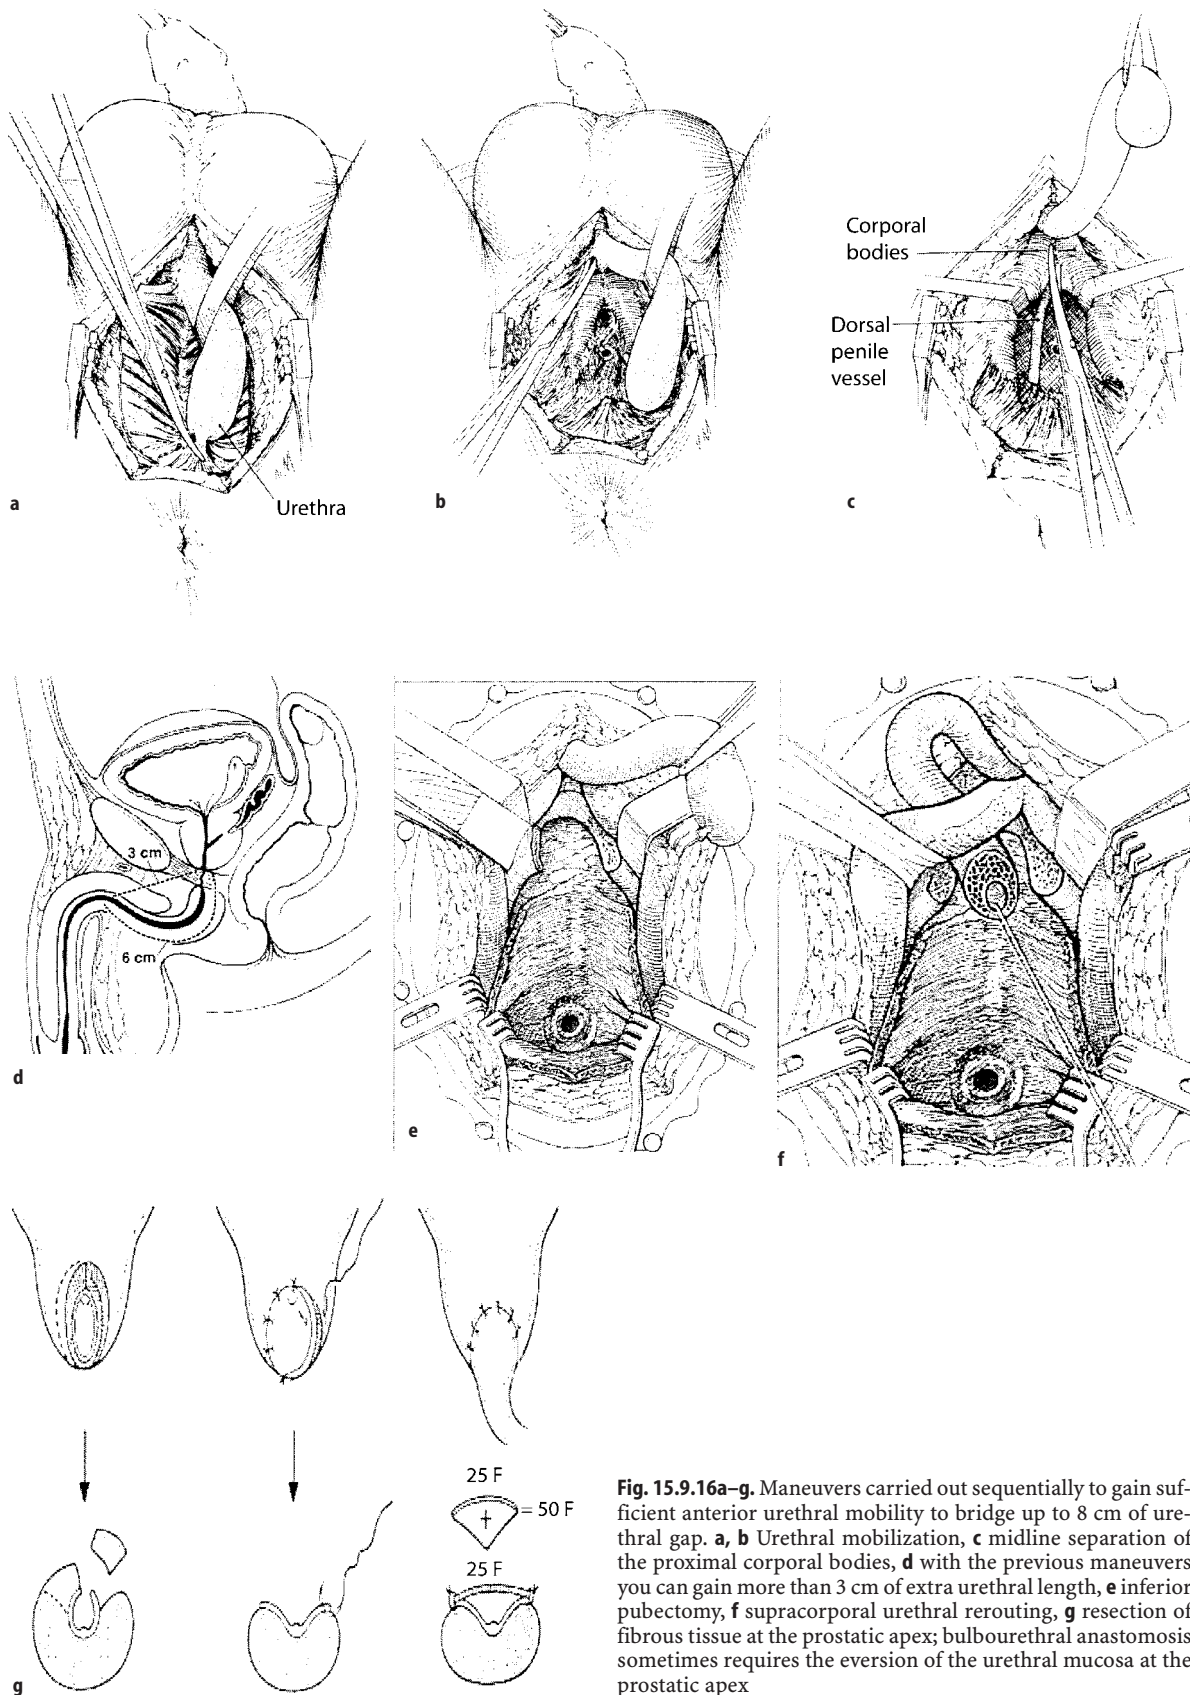 Corporal
bodies
Dorsal
penile
vessel
Urethra
a
b
c
3 cm
6 cm
d
e
f
25 F
= 50 F
25 F
g
Fig. 15.9.16a–g. Maneuvers carried out sequentially to gain suf-
ficient anterior urethral mobility to bridge up to 8 cm of ure-
thral gap. a, b Urethral mobilization, c midline separation of
the proximal corporal bodies, d with the previous maneuvers
you can gain more than 3 cm of extra urethral length, e inferior
pubectomy, f supracorporal urethral rerouting, g resection of
fibrous tissue at the prostatic apex; bulbourethral anastomosis
sometimes requires the eversion of the urethral mucosa at the
prostatic apex